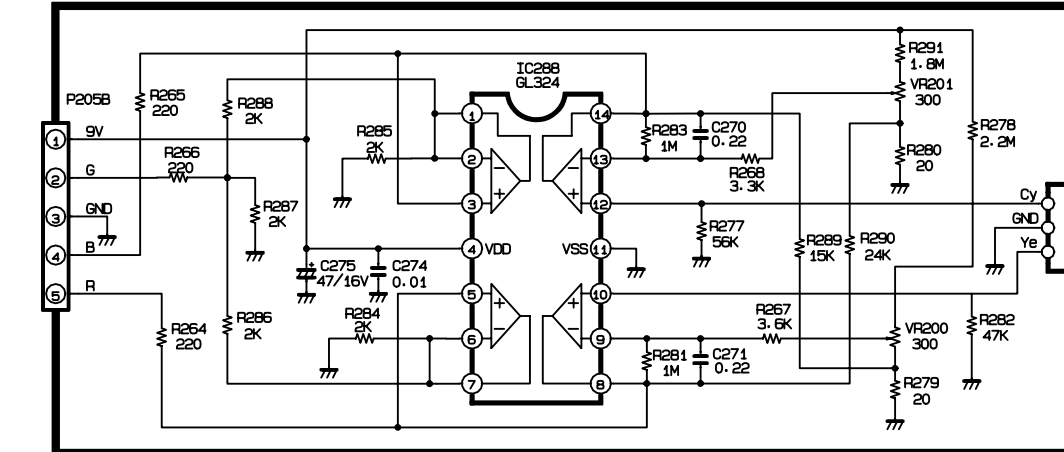 P205B
1
9V
2
G
3
GND
4
B
5
R
R265
220
R288
2K
R266
220
R287
2K
R264
220
R286
2K
R285
2K
C275
47/16V
+
C274
0.01
R284
2K
IC288
GL324
1
2
3
4
VDD
5
6
7
14
13
12
VSS
11
10
9
8
−
+
−
+
+
−
+
−
R283
1M
C270
0.22
R268
3.3K
R277
56K
R289
15K
R290
24K
R267
3.6K
R281
1M
C271
0.22
R291
1.8M
VR201
300
R278
2.2M
R280
20
VR200
300
R279
20
R282
47K
Cy
GND
Ye